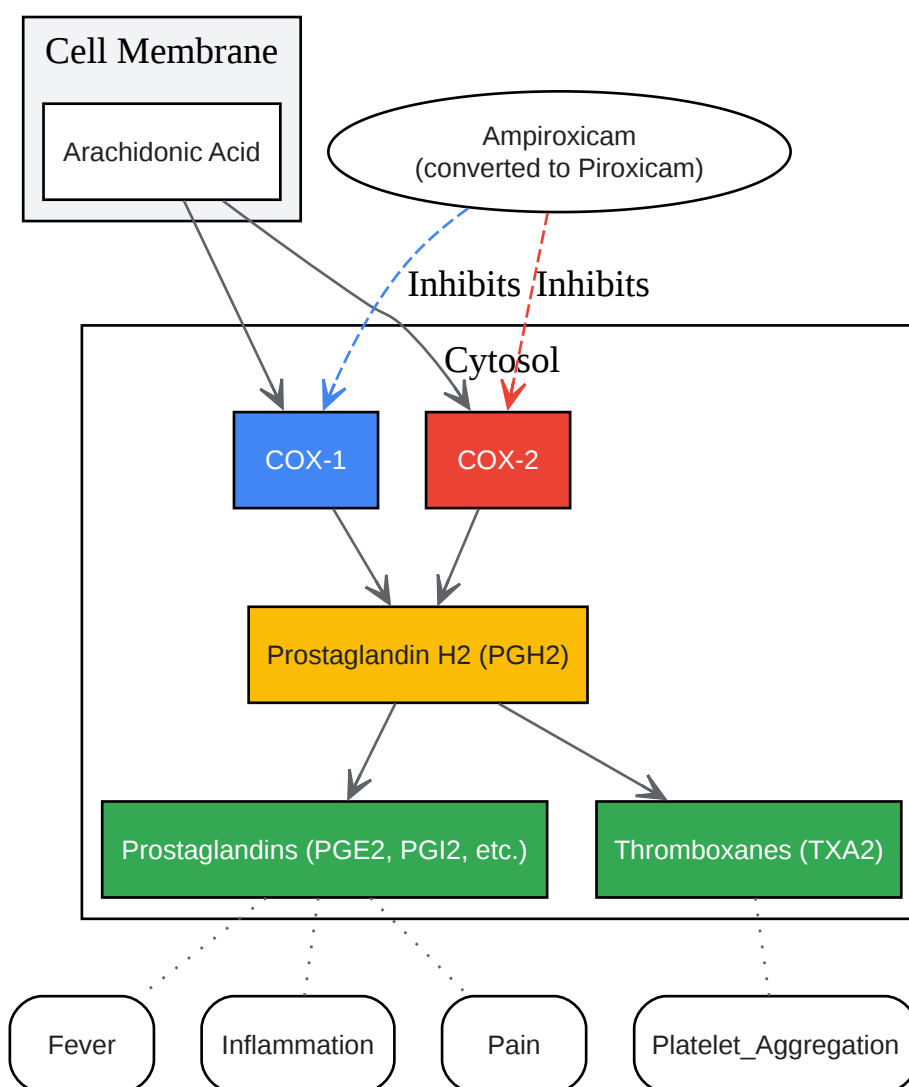 Cell Membrane
Arachidonic Acid
Ampiroxicam
(converted to Piroxicam)
Inhibits
Inhibits
Cytosol
COX-1
COX-2
Prostaglandin H2 (PGH2)
Prostaglandins (PGE2, PGI2, etc.)
Thromboxanes (TXA2)
Fever
Inflammation
Pain
Platelet_Aggregation